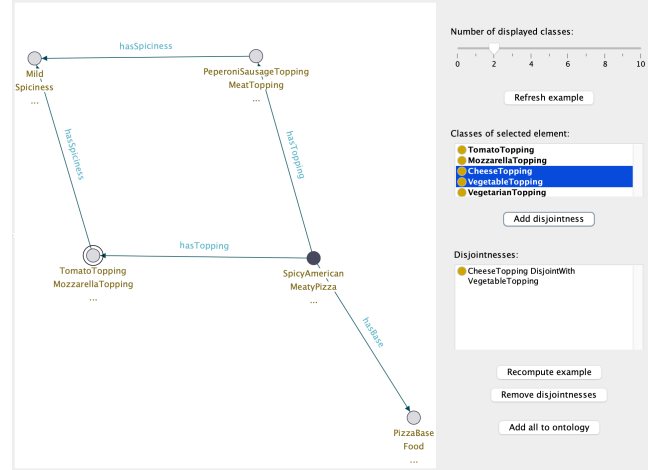 hasSpiciness
Mild
Spiciness
...
PeperoniSausageTopping
MeatTopping
...
hasSpiciness
hasTopping
hasTopping
TomatoTopping
MozzarellaTopping
...
SpicyAmerican
MeatyPizza
...
hasBase
PizzaBase
Food
...
Number of displayed classes:
0 2 4 6 8 10
Refresh example
Classes of selected element:
TomatoTopping
MozzarellaTopping
CheeseTopping
VegetableTopping
VegetarianTopping
Add disjointness
Disjointnesses:
CheeseTopping DisjointWith
VegetableTopping
Recompute example
Remove disjointnesses
Add all to ontology